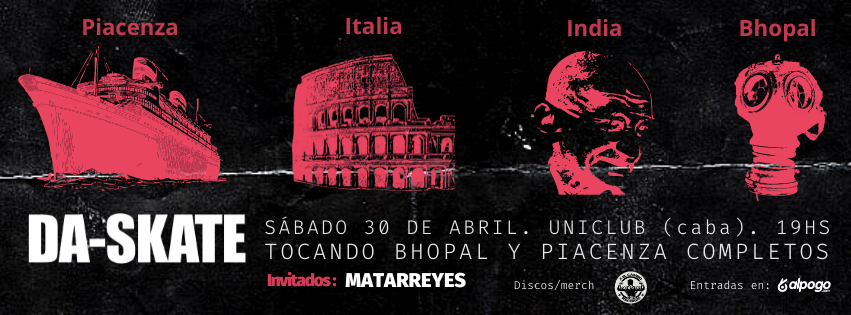 Piacenza
Italia
India
Bhopal
DA-SKATE
SÁBADO 30 DE ABRIL. UNICLUB (caba). 19HS
TOCANDO BHOPAL Y PIACENZA COMPLETOS
Invitados: MATARREYES
Discos/merch
Entradas en: alpogo